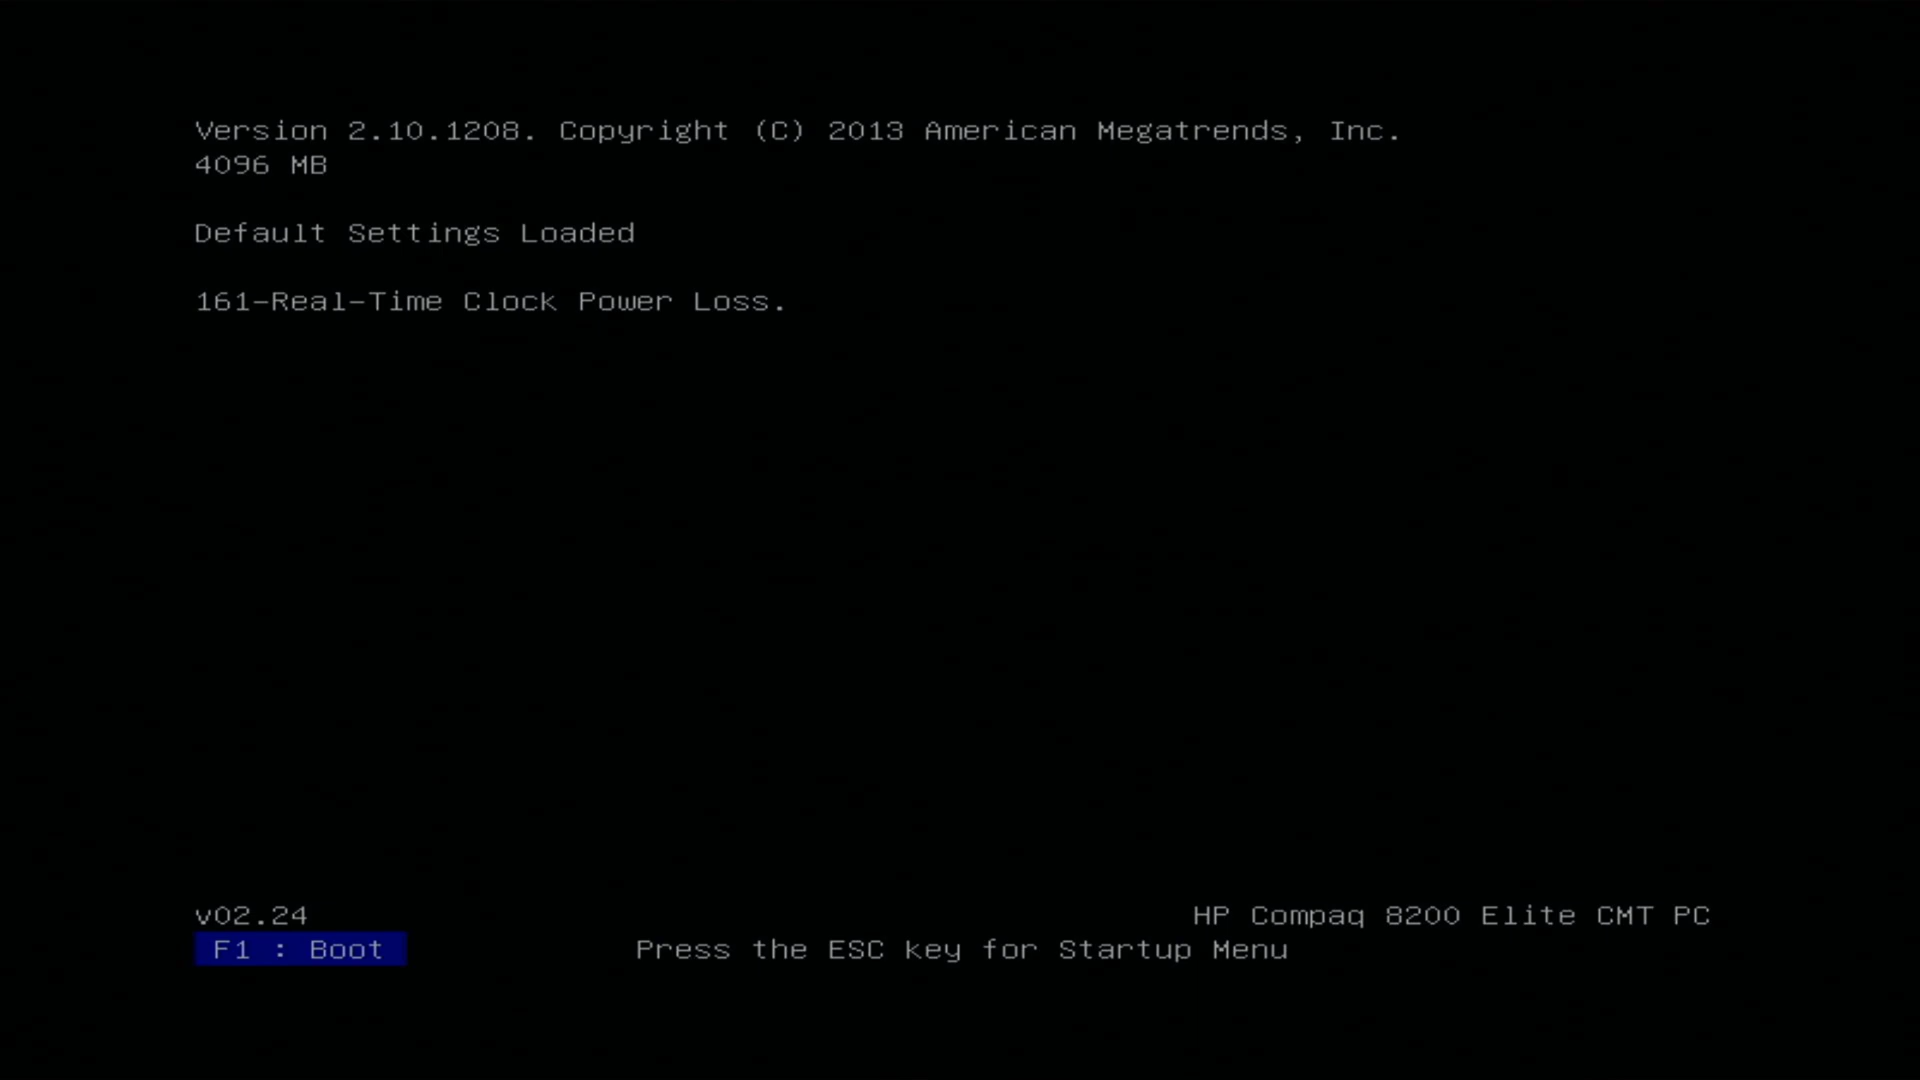 Version 2.10.1208. Copyright (C) 2013 American Megatrends, Inc.
4096 MB
Default Settings Loaded
161-Real-Time Clock Power Loss.
v02.24
HP Compaq 8200 Elite CMT PC
F1 : Boot
Press the ESC key for Startup Menu